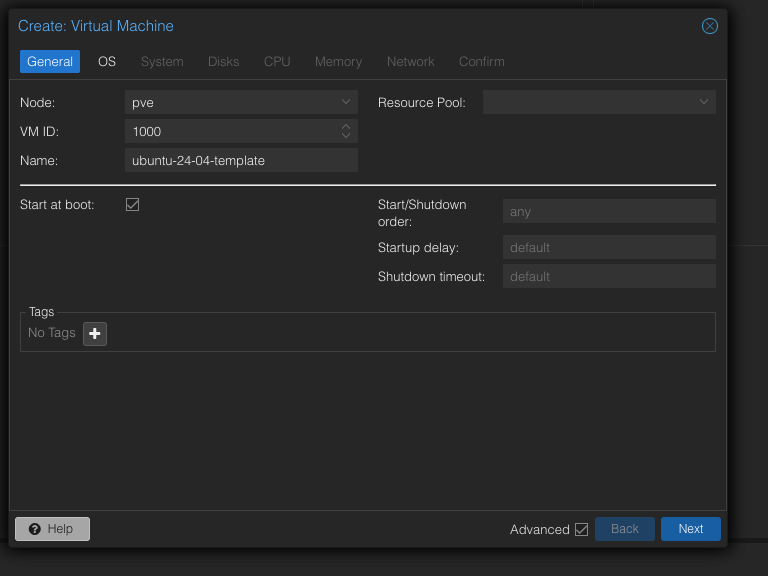 Create: Virtual Machine
General OS System Disks CPU Memory Network Confirm
Node: pve
Resource Pool:
VM ID: 1000
Name: ubuntu-24-04-template
Start at boot:
Start/Shutdown
order: any
Startup delay: default
Shutdown timeout: default
Tags
No Tags
Help
Advanced Back Next